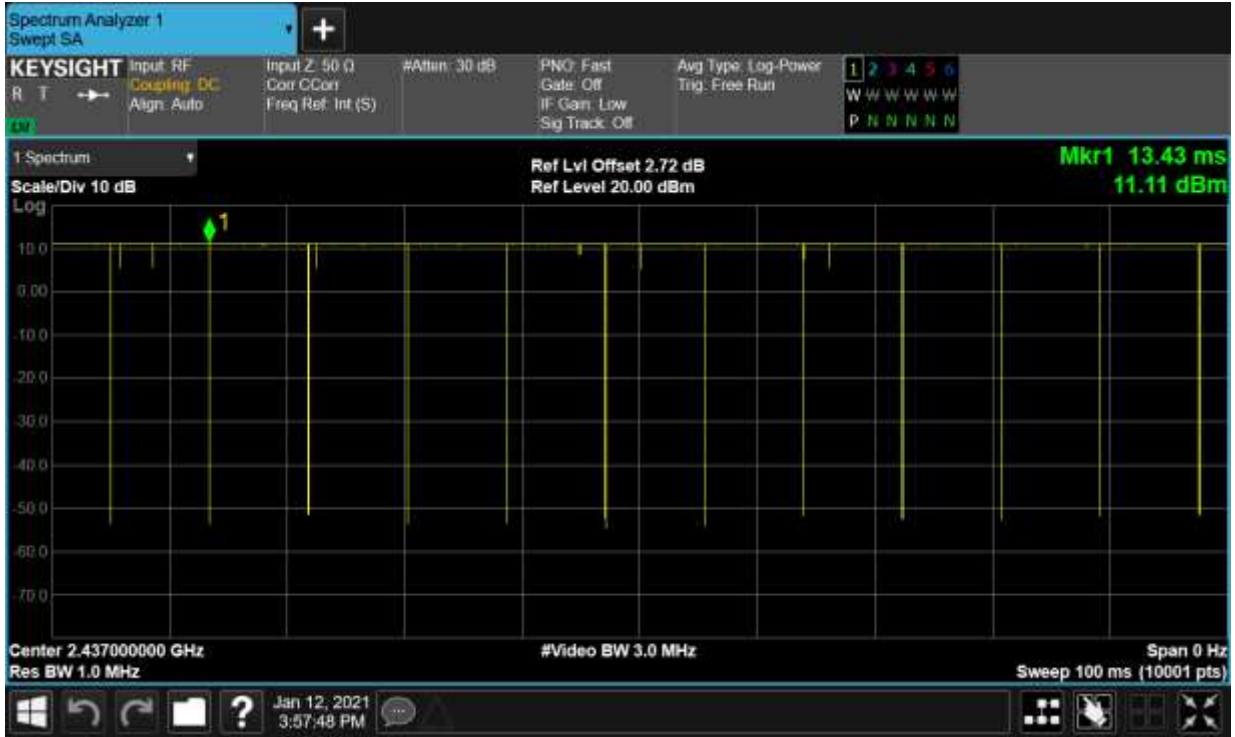 Spectrum Analyzer 1
Swept SA
KEYSIGHT
R T
Input: RF
Coupling: DC
Align: Auto
Input Z: 50 Ω
Corr CCorr
Freq Ref: Int (S)
#Atten: 30 dB
PNO: Fast
Gate: Off
IF Gain: Low
Sig Track: Off
Avg Type: Log-Power
Trig: Free Run
1 2 3 4 5 6
W W W W W W
P N N N N N
1 Spectrum
Scale/Div 10 dB
Ref Lvl Offset 2.72 dB
Ref Level 20.00 dBm
Mkr1 13.43 ms
11.11 dBm
Log
1
10.0
0.00
-10.0
-20.0
-30.0
-40.0
-50.0
-60.0
-70.0
Center 2.437000000 GHz
#Video BW 3.0 MHz
Span 0 Hz
Res BW 1.0 MHz
Sweep 100 ms (10001 pts)
?
Jan 12, 2021
3:57:48 PM